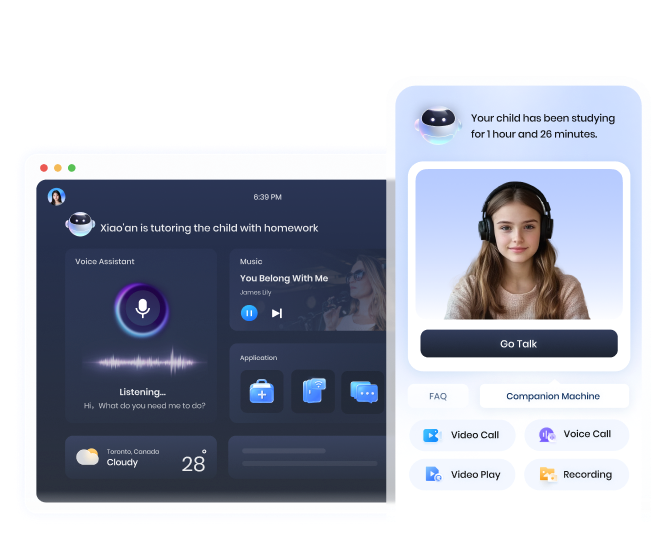 Your child has been studying
for 1 hour and 26 minutes.
Go Talk
FAQ
Companion Machine
Video Call
Voice Call
Video Play
Recording
6:39 PM
Xiao'an is tutoring the child with homework
Voice Assistant
Listening...
Hi, What do you need me to do?
Music
You Belong With Me
James Lily
Application
Toronto, Canada
Cloudy
28°